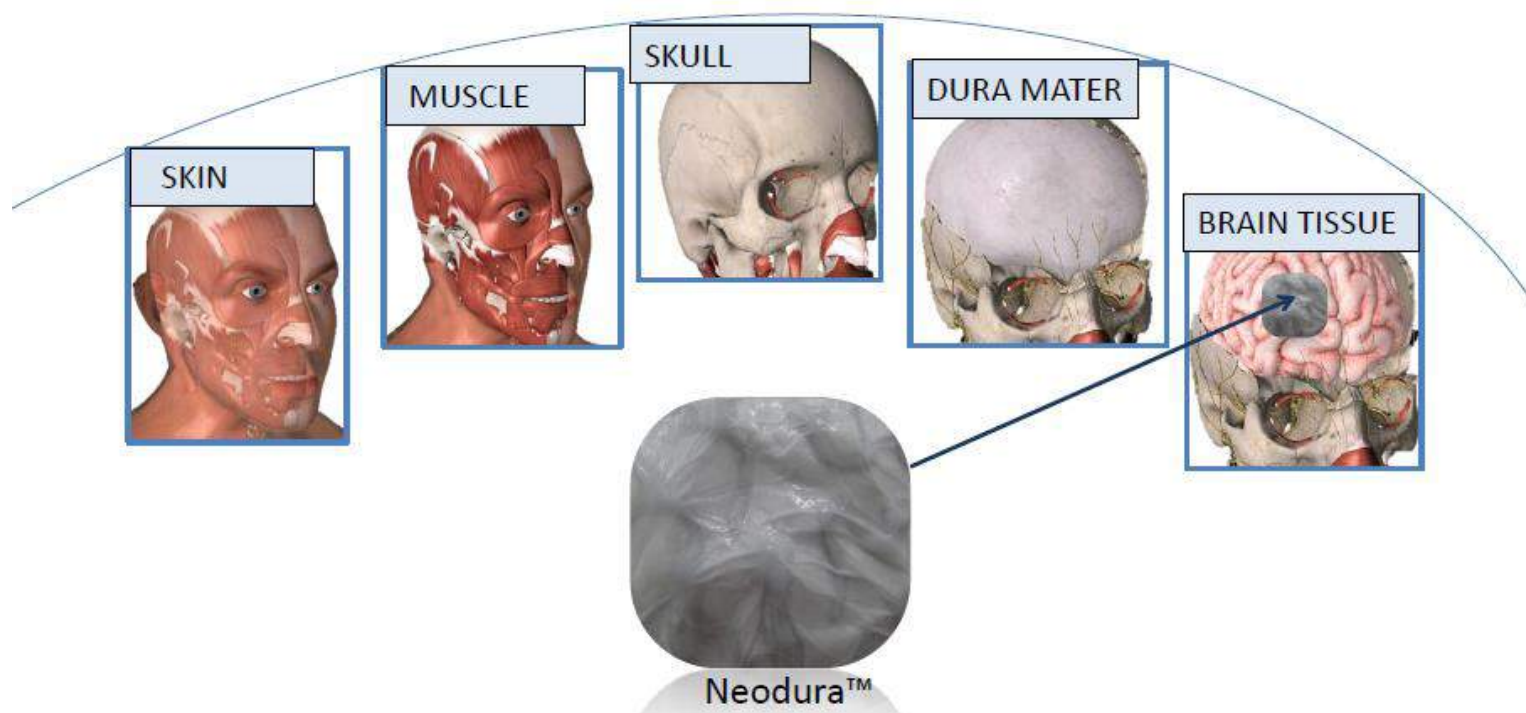 SKIN
MUSCLE
SKULL
DURA MATER
BRAIN TISSUE
Neodura™